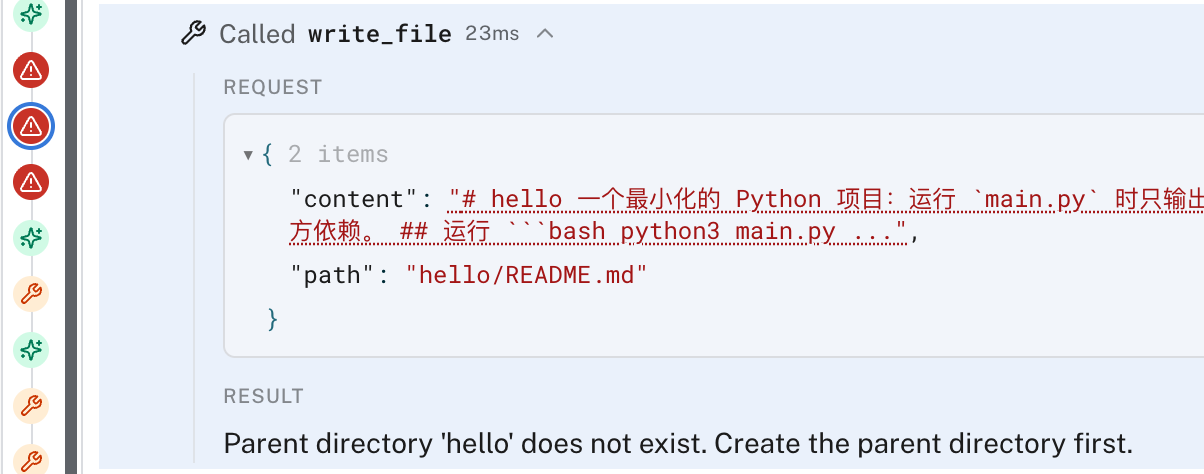 Called write_file 23ms
REQUEST
{ 2 items
"content": "# hello 一个最小化的 Python 项目：运行 `main.py` 时只输出
方依赖。 ## 运行 ```bash python3 main.py ...",
"path": "hello/README.md"
}
RESULT
Parent directory 'hello' does not exist. Create the parent directory first.